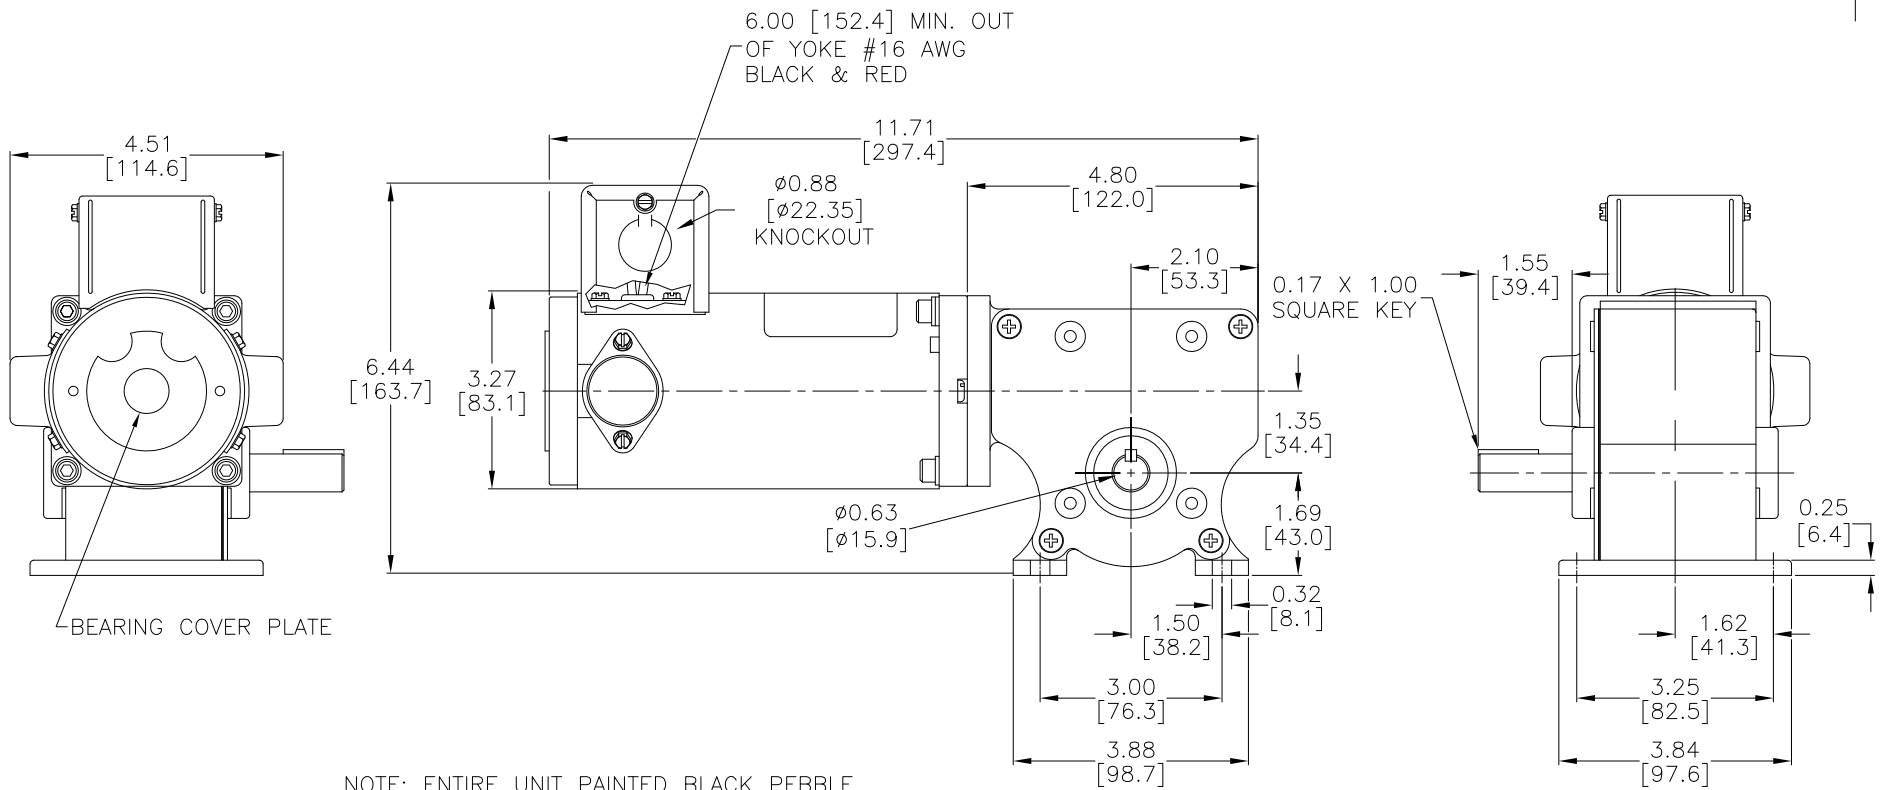 6.00 [152.4] MIN. OUT
OF YOKE #16 AWG
BLACK & RED
4.51
[114.6]
11.71
[297.4]
ø0.88
[ø22.35]
KNOCKOUT
4.80
[122.0]
2.10
[53.3]
0.17 X 1.00
SQUARE KEY
1.55
[39.4]
6.44
[163.7]
3.27
[83.1]
1.35
[34.4]
ø0.63
[ø15.9]
1.69
[43.0]
0.25
[6.4]
0.32
[8.1]
BEARING COVER PLATE
1.50
[38.2]
1.62
[41.3]
3.00
[76.3]
3.25
[82.5]
3.88
[98.7]
3.84
[97.6]
NOTE: ENTIRE UNIT PAINTED BLACK PEBBLE